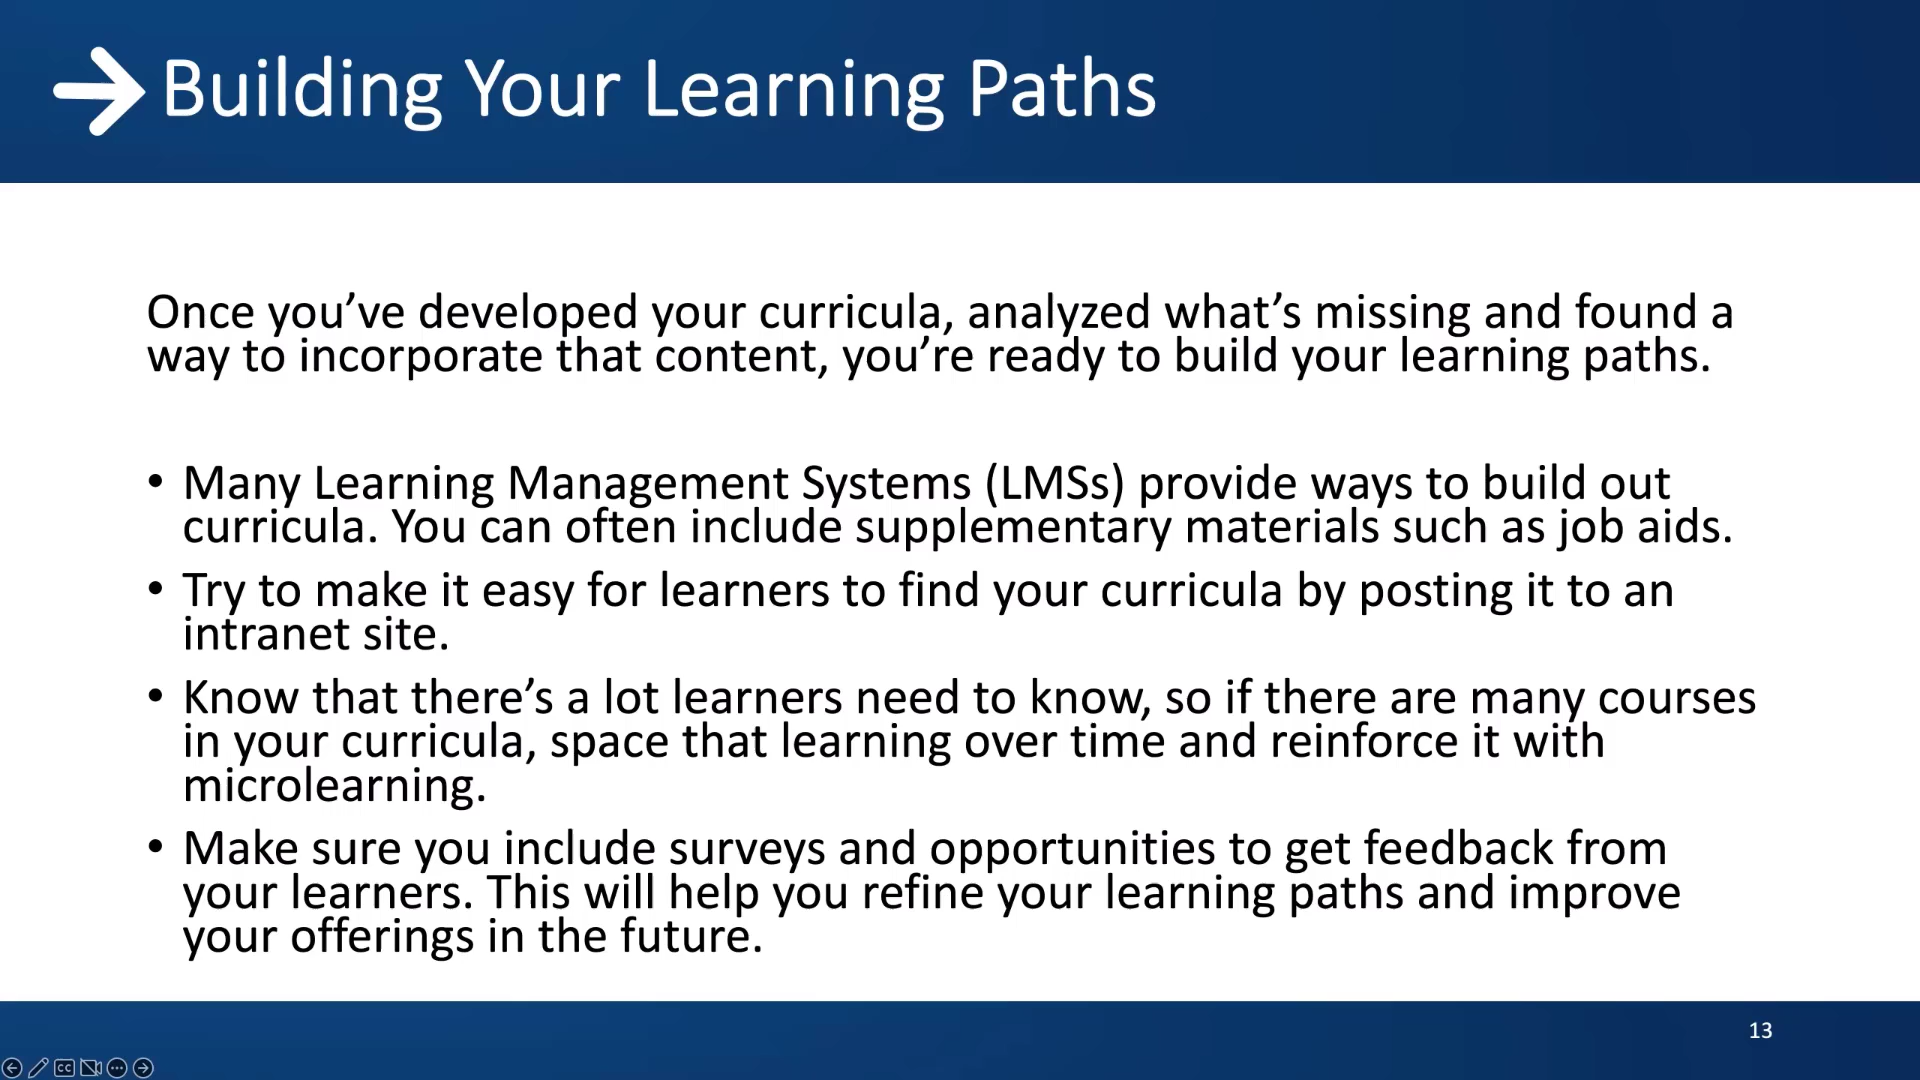 Building Your Learning Paths
Once you’ve developed your curricula, analyzed what’s missing and found a
way to incorporate that content, you’re ready to build your learning paths.
• Many Learning Management Systems (LMSs) provide ways to build out
curricula. You can often include supplementary materials such as job aids.
• Try to make it easy for learners to find your curricula by posting it to an
intranet site.
• Know that there’s a lot learners need to know, so if there are many courses
in your curricula, space that learning over time and reinforce it with
microlearning.
• Make sure you include surveys and opportunities to get feedback from
your learners. This will help you refine your learning paths and improve
your offerings in the future.
13
CC